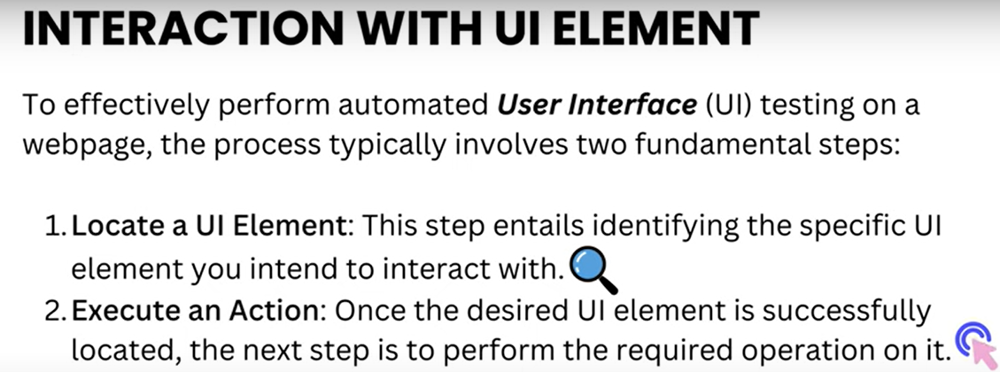 INTERACTION WITH UI ELEMENT
To effectively perform automated User Interface (UI) testing on a
webpage, the process typically involves two fundamental steps:
1. Locate a UI Element: This step entails identifying the specific UI
element you intend to interact with.
2. Execute an Action: Once the desired UI element is successfully
located, the next step is to perform the required operation on it.